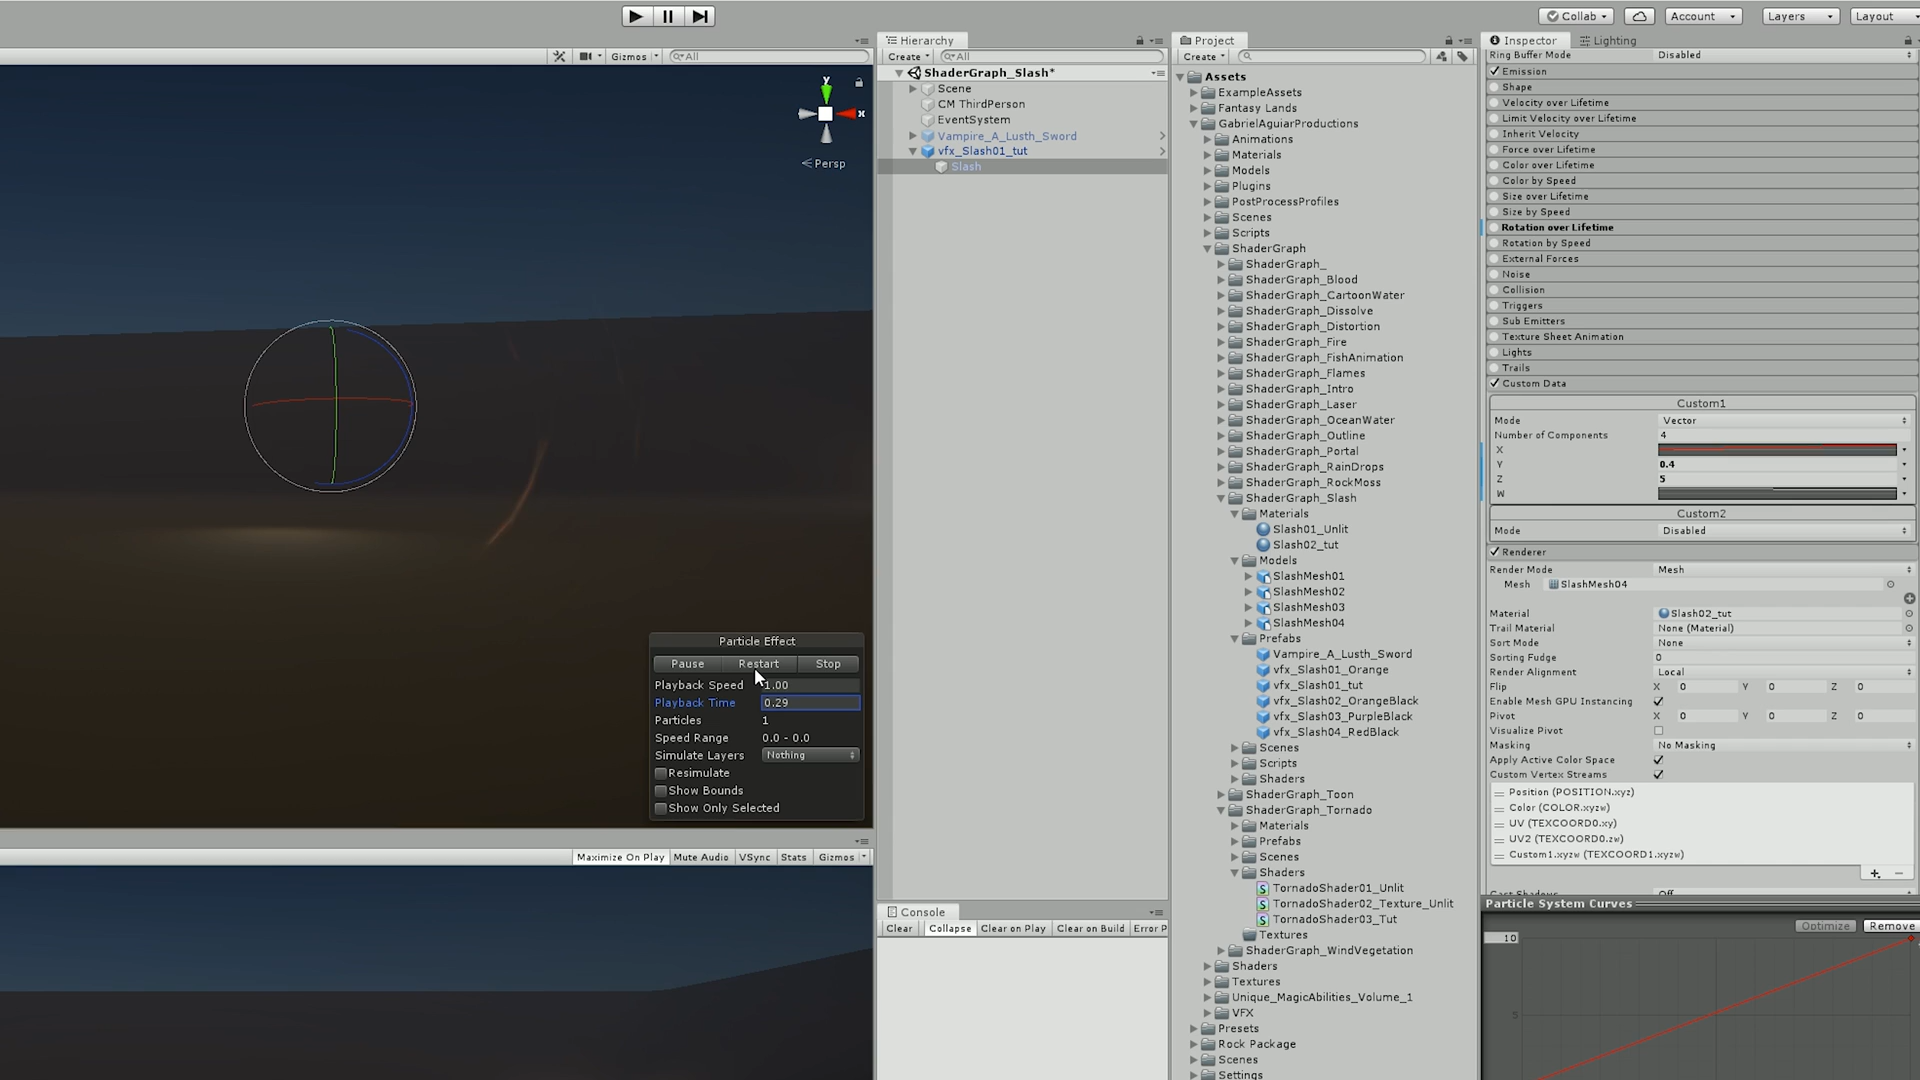 Collab
Account
Layers
Layout
Gizmos
All
y
x
Persp
Particle Effect
Pause
Restart
Stop
Playback Speed 1.00
Playback Time 0.29
Particles 1
Speed Range 0.0 - 0.0
Simulate Layers Nothing
Resimulate
Show Bounds
Show Only Selected
Maximize On Play
Mute Audio
VSync
Stats
Gizmos
Hierarchy
Create
All
ShaderGraph_Slash*
Scene
CM ThirdPerson
EventSystem
Vampire_A_Lusth_Sword
vfx_Slash01_tut
Slash
Console
Clear
Collapse
Clear on Play
Clear on Build
Error P
Project
Create
Assets
ExampleAssets
Fantasy Lands
GabrielAguiarProductions
Animations
Materials
Models
Plugins
PostProcessProfiles
Scenes
Scripts
ShaderGraph
ShaderGraph_
ShaderGraph_Blood
ShaderGraph_CartoonWater
ShaderGraph_Dissolve
ShaderGraph_Distortion
ShaderGraph_Fire
ShaderGraph_FishAnimation
ShaderGraph_Flames
ShaderGraph_Intro
ShaderGraph_Laser
ShaderGraph_OceanWater
ShaderGraph_Outline
ShaderGraph_Portal
ShaderGraph_RainDrops
ShaderGraph_RockMoss
ShaderGraph_Slash
Materials
Slash01_Unlit
Slash02_tut
Models
SlashMesh01
SlashMesh02
SlashMesh03
SlashMesh04
Prefabs
Vampire_A_Lusth_Sword
vfx_Slash01_Orange
vfx_Slash01_tut
vfx_Slash02_OrangeBlack
vfx_Slash03_PurpleBlack
vfx_Slash04_RedBlack
Scenes
Scripts
Shaders
ShaderGraph_Toon
ShaderGraph_Tornado
Materials
Prefabs
Scenes
Shaders
TornadoShader01_Unlit
TornadoShader02_Texture_Unlit
TornadoShader03_Tut
Textures
ShaderGraph_WindVegetation
Shaders
Textures
Unique_MagicAbilities_Volume_1
VFX
Presets
Rock Package
Scenes
Settings
Inspector
Lighting
Ring Buffer Mode Disabled
Emission
Shape
Velocity over Lifetime
Limit Velocity over Lifetime
Inherit Velocity
Force over Lifetime
Color over Lifetime
Color by Speed
Size over Lifetime
Size by Speed
Rotation over Lifetime
Rotation by Speed
External Forces
Noise
Collision
Triggers
Sub Emitters
Texture Sheet Animation
Lights
Trails
Custom Data
Custom1
Mode Vector
Number of Components 4
X
Y 0.4
Z 5
W
Custom2
Mode Disabled
Renderer
Render Mode Mesh
Mesh SlashMesh04
Material Slash02_tut
Trail Material None (Material)
Sort Mode None
Sorting Fudge 0
Render Alignment Local
Flip X 0 Y 0 Z 0
Enable Mesh GPU Instancing
Pivot X 0 Y 0 Z 0
Visualize Pivot
Masking No Masking
Apply Active Color Space
Custom Vertex Streams
Position (POSITION.xyz)
Color (COLOR.xyzw)
UV (TEXCOORD0.xy)
UV2 (TEXCOORD0.zw)
Custom1.xyzw (TEXCOORD1.xyzw)
Cast Shadows Off
Particle System Curves
Optimize
Remove
10
5